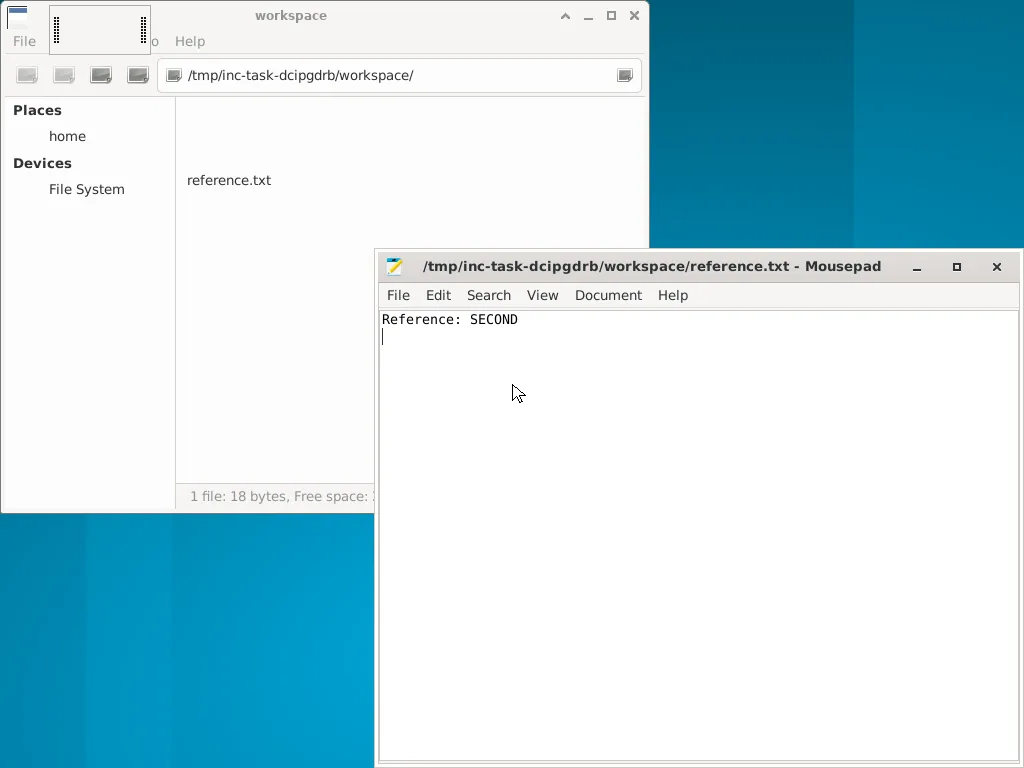 workspace
File
o
Help
/tmp/inc-task-dcipgdrb/workspace/
Places
home
Devices
File System
reference.txt
1 file: 18 bytes, Free space:
/tmp/inc-task-dcipgdrb/workspace/reference.txt - Mousepad
File Edit Search View Document Help
Reference: SECOND